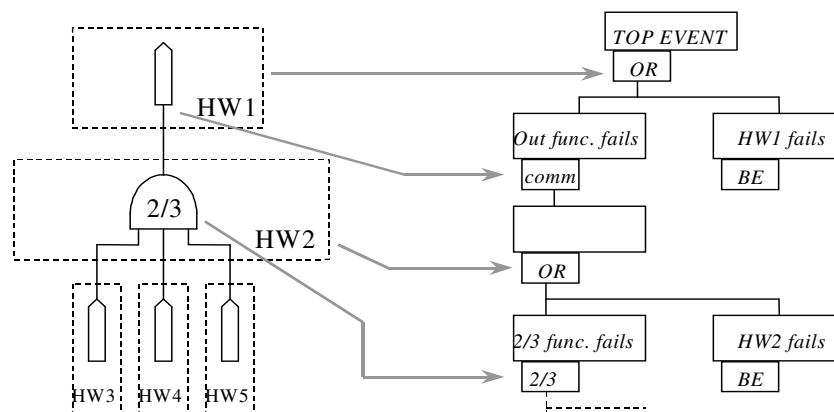 TOP EVENT
OR
HW1
Out func. fails
HW1 fails
comm
BE
2/3
HW2
OR
2/3 func. fails
HW2 fails
2/3
BE
HW3
HW4
HW5